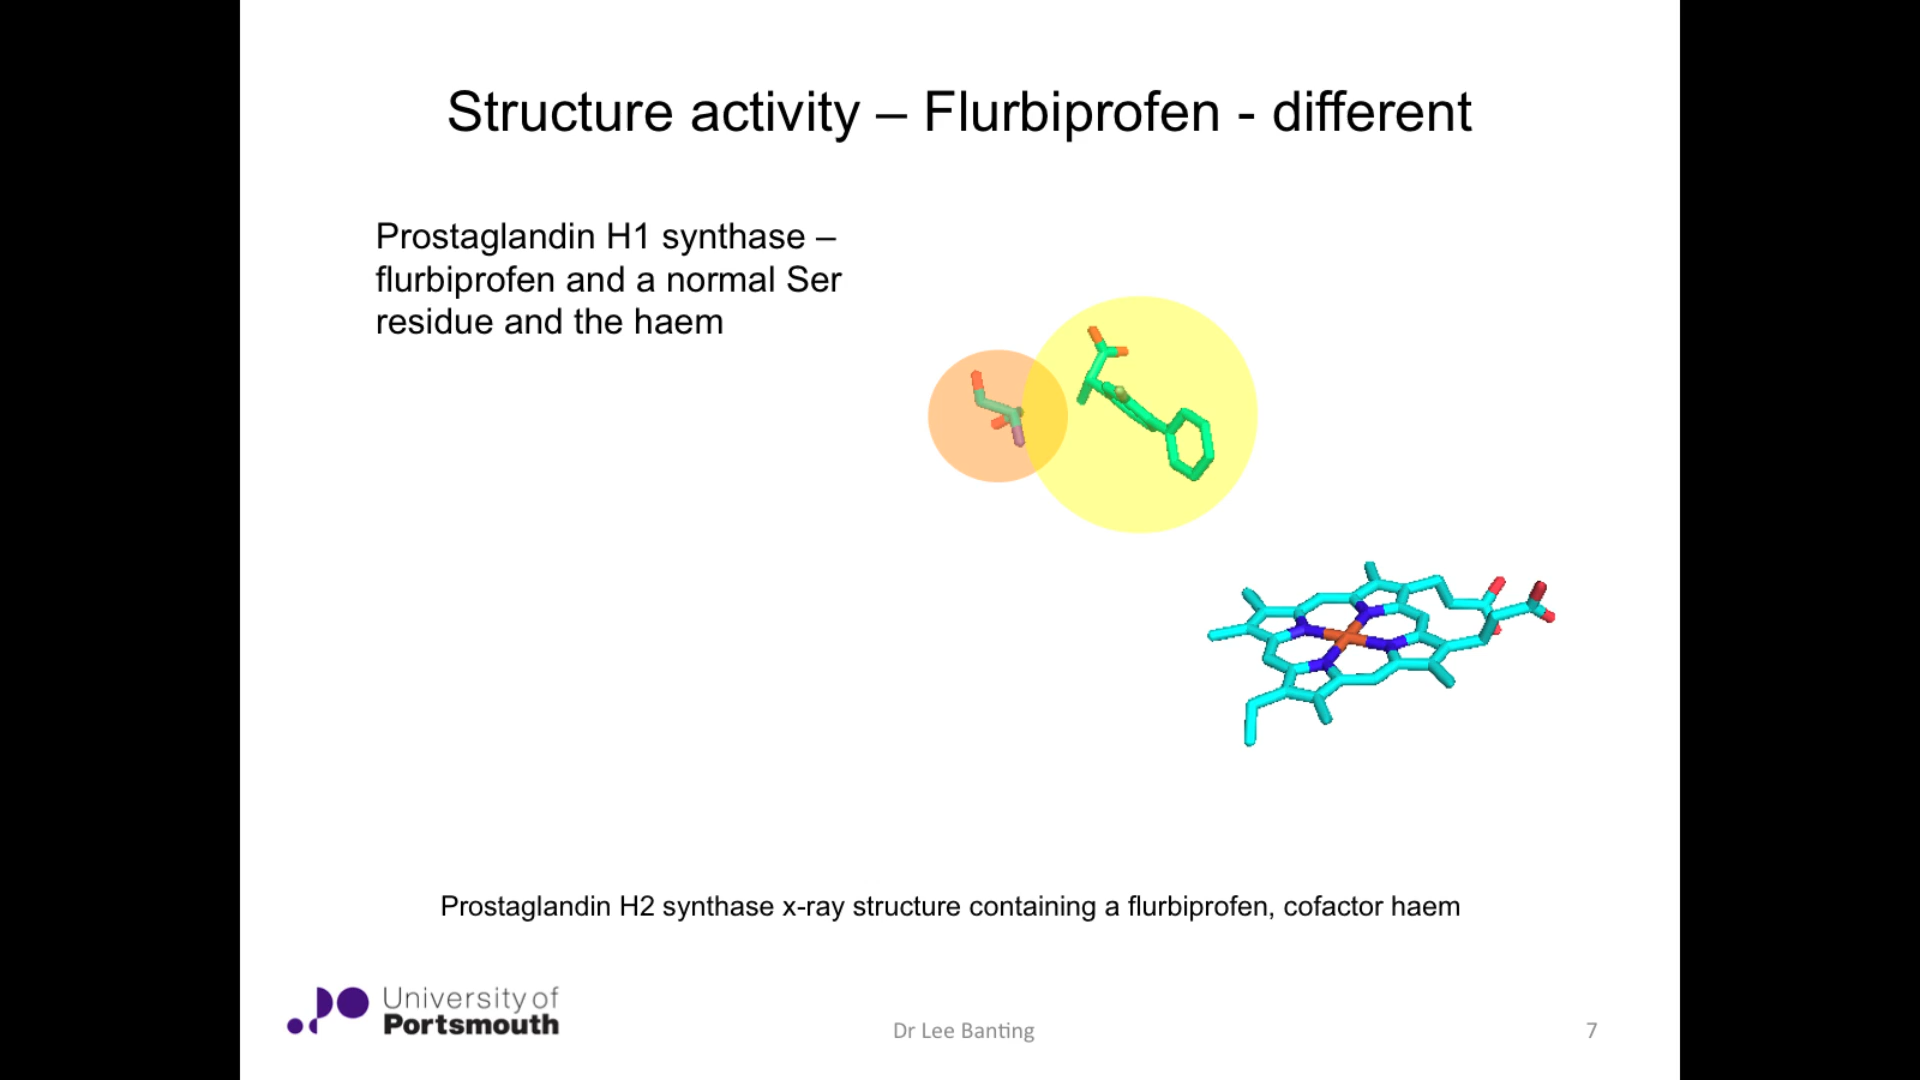 Structure activity – Flurbiprofen - different
Prostaglandin H1 synthase –
flurbiprofen and a normal Ser
residue and the haem
Prostaglandin H2 synthase x-ray structure containing a flurbiprofen, cofactor haem
University of
Portsmouth
Dr Lee Banting
7